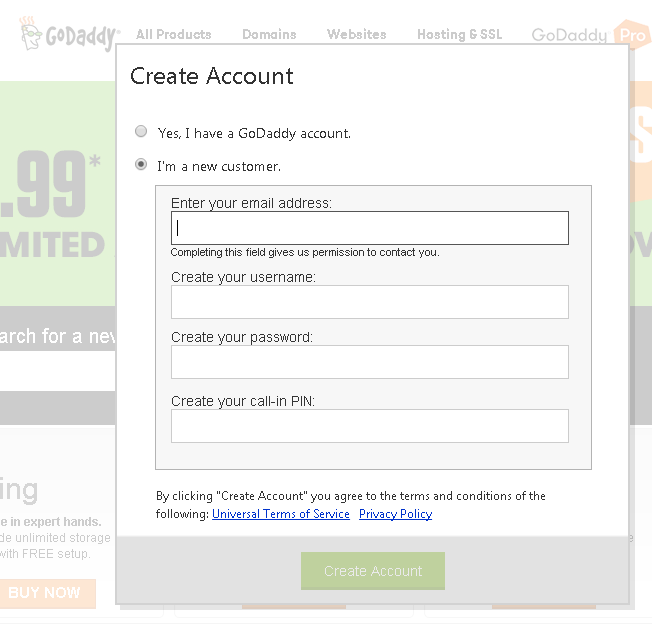 GoDaddy All Products Domains Websites Hosting & SSL GoDaddy Pro
Create Account
Yes, I have a GoDaddy account.
I'm a new customer.
.99*
MITED
Enter your email address:
Completing this field gives us permission to contact you.
Create your username:
arch for a nev
Create your password:
Create your call-in PIN:
ing
By clicking "Create Account" you agree to the terms and conditions of the
following: Universal Terms of Service Privacy Policy
e in expert hands.
de unlimited storage
with FREE setup.
Create Account
BUY NOW